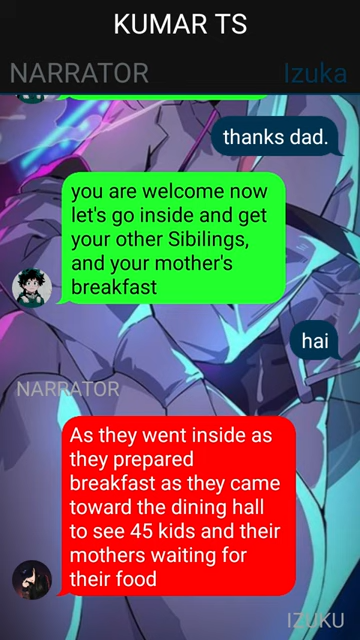 KUMAR TS
NARRATOR
Izuka
thanks dad.
you are welcome now
let's go inside and get
your other Sibilings,
and your mother's
breakfast
hai
NARRATOR
As they went inside as
they prepared
breakfast as they came
toward the dining hall
to see 45 kids and their
mothers waiting for
their food
IZUKU